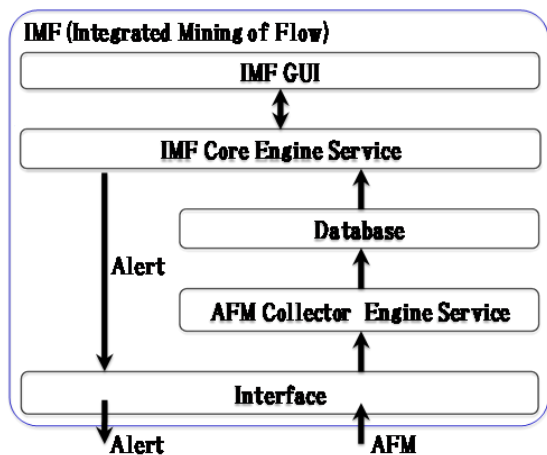 IMF (Integrated Mining of Flow)
IMF GUI
IMF Core Engine Service
Database
Alert
AFM Collector Engine Service
Interface
Alert
AFM